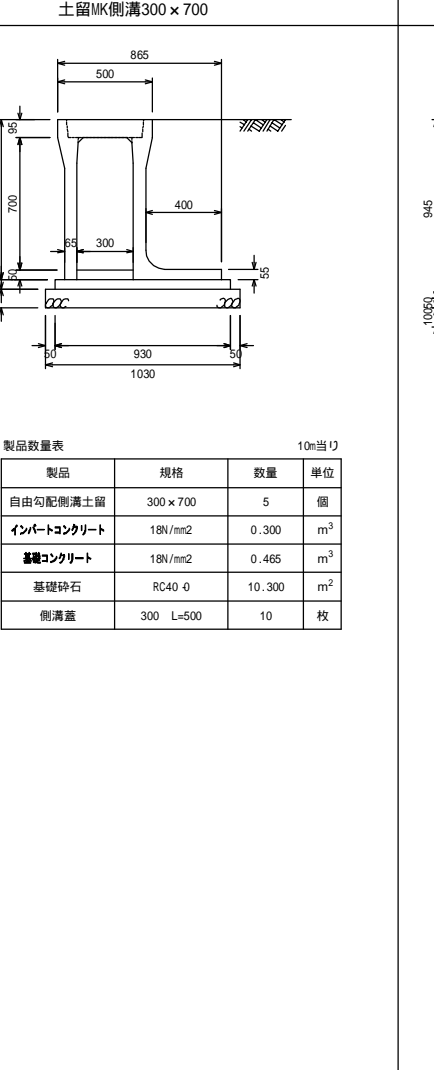 土留MK側溝300×700
865
500
95
700
945
400
65 300
50
55
10050
50 930 50
1030
製品数量表 10m当り
製品 規格 数量 単位
自由勾配側溝土留 300×700 5 個
インバートコンクリート 18N/mm2 0.300 m³
基礎コンクリート 18N/mm2 0.465 m³
基礎砕石 RC40-0 10.300 m²
側溝蓋 300 L=500 10 枚